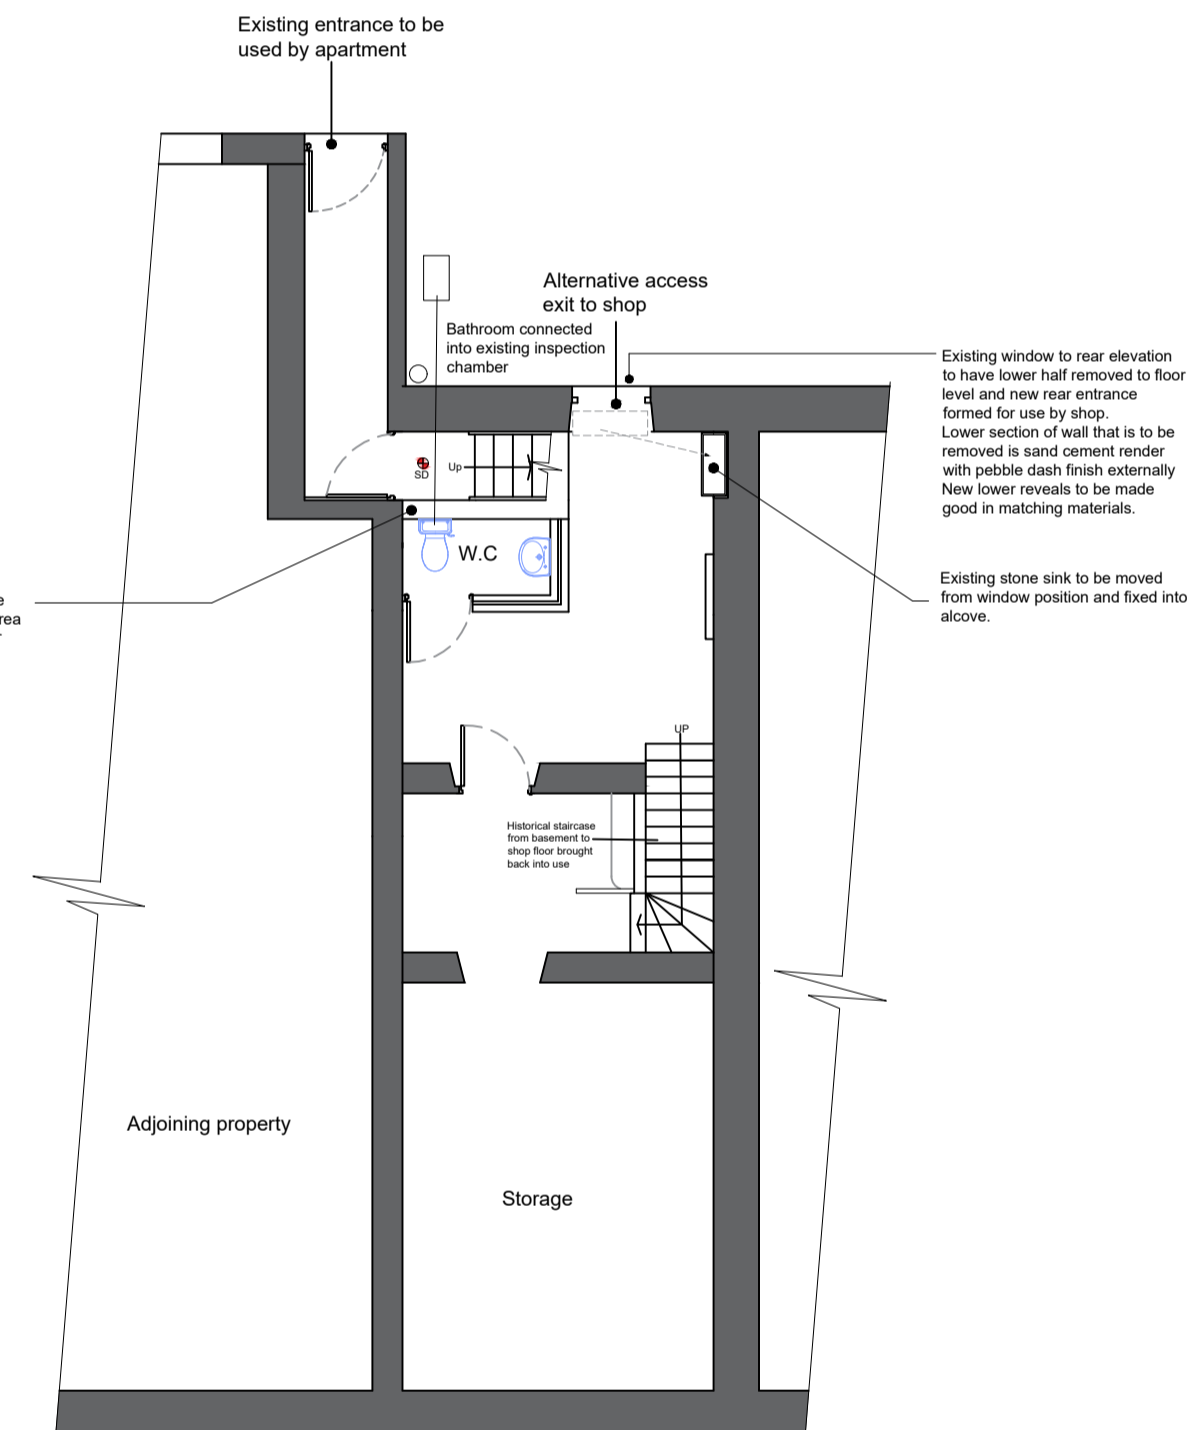 Existing entrance to be
used by apartment
Alternative access
exit to shop
Bathroom connected
into existing inspection
chamber
Existing window to rear elevation
to have lower half removed to floor
level and new rear entrance
formed for use by shop.
Lower section of wall that is to be
removed is sand cement render
with pebble dash finish externally
New lower reveals to be made
good in matching materials.
Up
SD
W.C
Existing stone sink to be moved
from window position and fixed into
alcove.
UP
Historical staircase
from basement to
shop floor brought
back into use
Adjoining property
Storage